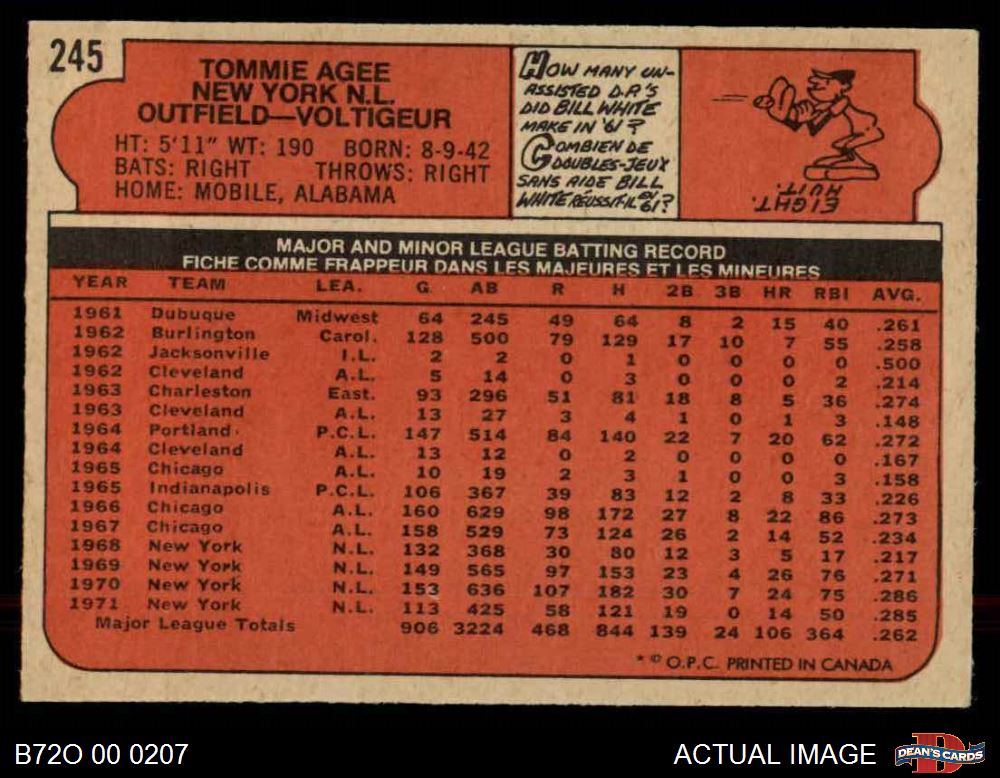 245
TOMMIE AGEE
NEW YORK N.L.
OUTFIELD—VOLTIGEUR
HT: 5'11" WT: 190 BORN: 8-9-42
BATS: RIGHT THROWS: RIGHT
HOME: MOBILE, ALABAMA
HOW MANY UN-
ASSISTED D.P.'S
DID BILL WHITE
MAKE IN '61?
COMBIEN DE
DOUBLES-JEUX
SANS AIDE BILL
WHITE RÉUSSIT-IL EN 61?
EIGHT.
HUIT.
MAJOR AND MINOR LEAGUE BATTING RECORD
FICHE COMME FRAPPEUR DANS LES MAJEURES ET LES MINEURES
YEAR TEAM LEA. G. AB R H 2B 3B HR RBI AVG.
1961 Dubuque Midwest 64 245 49 64 8 2 15 40 .261
1962 Burlington Carol. 128 500 79 129 17 10 7 55 .258
1962 Jacksonville I.L. 2 2 0 1 0 0 0 0 .500
1962 Cleveland A.L. 5 14 0 3 0 0 0 2 .214
1963 Charleston East. 93 296 51 81 18 8 5 36 .274
1963 Cleveland A.L. 13 27 3 4 1 0 1 3 .148
1964 Portland P.C.L. 147 514 84 140 22 7 20 62 .272
1964 Cleveland A.L. 13 12 0 2 0 0 0 0 .167
1965 Chicago A.L. 10 19 2 3 1 0 0 3 .158
1965 Indianapolis P.C.L. 106 367 39 83 12 2 8 33 .226
1966 Chicago A.L. 160 629 98 172 27 8 22 86 .273
1967 Chicago A.L. 158 529 73 124 26 2 14 52 .234
1968 New York N.L. 132 368 30 80 12 3 5 17 .217
1969 New York N.L. 149 565 97 153 23 4 26 76 .271
1970 New York N.L. 153 636 107 182 30 7 24 75 .286
1971 New York N.L. 113 425 58 121 19 0 14 50 .285
Major League Totals 906 3224 468 844 139 24 106 364 .262
* © O.P.C. PRINTED IN CANADA
B72O 00 0207
ACTUAL IMAGE
DEAN'S CARDS